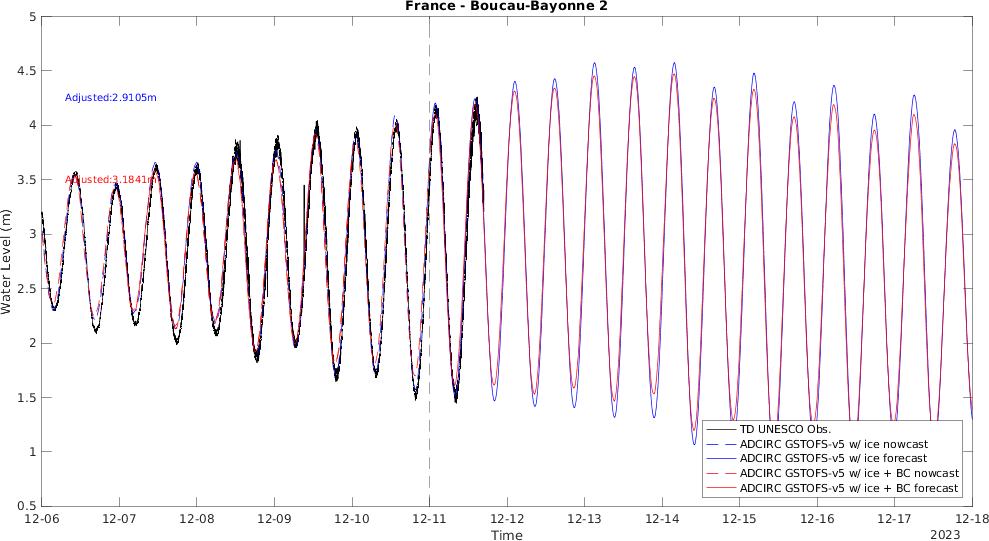 France - Boucau-Bayonne 2
5
4.5
Adjusted:2.9105m
4
3.5
Adjusted:3.1841m
3
Water Level (m)
2.5
2
1.5
1
0.5
TD UNESCO Obs.
ADCIRC GSTOFS-v5 w/ ice nowcast
ADCIRC GSTOFS-v5 w/ ice forecast
ADCIRC GSTOFS-v5 w/ ice + BC nowcast
ADCIRC GSTOFS-v5 w/ ice + BC forecast
12-06 12-07 12-08 12-09 12-10 12-11 12-12 12-13 12-14 12-15 12-16 12-17 12-18
Time
2023